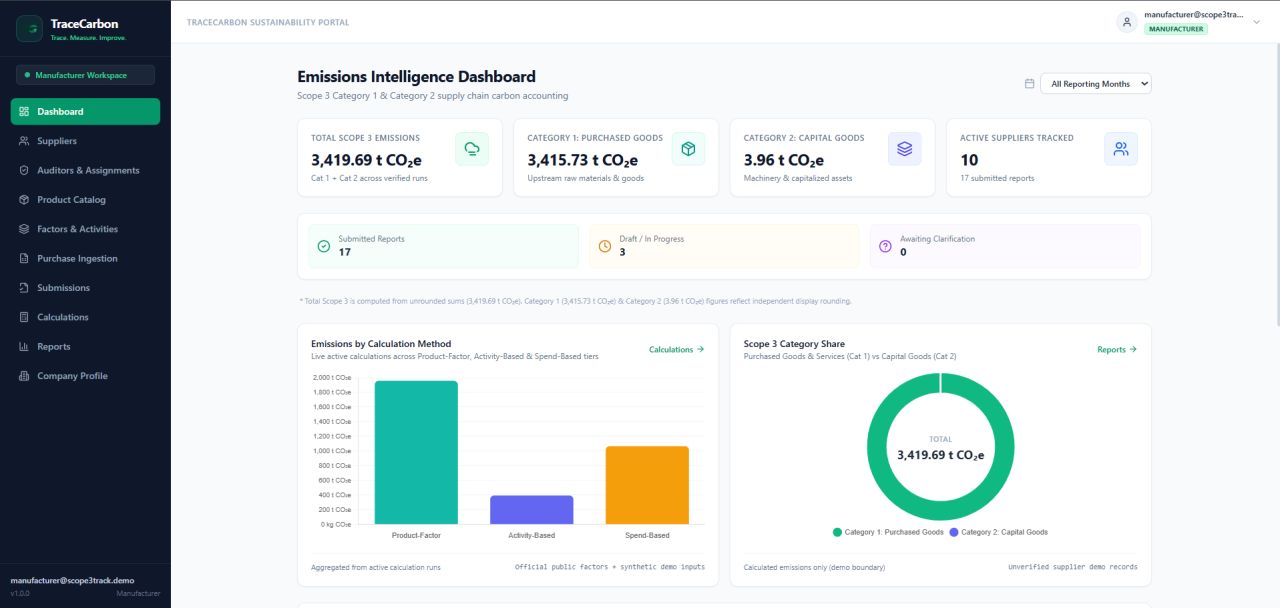 TraceCarbon
Trace. Measure. Improve.
Manufacturer Workspace
Dashboard
Suppliers
Auditors & Assignments
Product Catalog
Factors & Activities
Purchase Ingestion
Submissions
Calculations
Reports
Company Profile
manufacturer@scope3track.demo
v1.0.0 Manufacturer
TRACECARBON SUSTAINABILITY PORTAL
manufacturer@scope3tra...
MANUFACTURER
Emissions Intelligence Dashboard
Scope 3 Category 1 & Category 2 supply chain carbon accounting
All Reporting Months
TOTAL SCOPE 3 EMISSIONS
3,419.69 t CO₂e
Cat 1 + Cat 2 across verified runs
CATEGORY 1: PURCHASED GOODS
3,415.73 t CO₂e
Upstream raw materials & goods
CATEGORY 2: CAPITAL GOODS
3.96 t CO₂e
Machinery & capitalized assets
ACTIVE SUPPLIERS TRACKED
10
17 submitted reports
Submitted Reports
17
Draft / In Progress
3
Awaiting Clarification
0
* Total Scope 3 is computed from unrounded sums (3,419.69 t CO₂e). Category 1 (3,415.73 t CO₂e) & Category 2 (3.96 t CO₂e) figures reflect independent display rounding.
Emissions by Calculation Method
Live active calculations across Product-Factor, Activity-Based & Spend-Based tiers
Calculations →
2,000 t CO₂e
1,800 t CO₂e
1,600 t CO₂e
1,400 t CO₂e
1,200 t CO₂e
1,000 t CO₂e
800 t CO₂e
600 t CO₂e
400 t CO₂e
200 t CO₂e
0 kg CO₂e
Product-Factor Activity-Based Spend-Based
Aggregated from active calculation runs Official public factors + synthetic demo inputs
Scope 3 Category Share
Purchased Goods & Services (Cat 1) vs Capital Goods (Cat 2)
Reports →
TOTAL
3,419.69 t CO₂e
Category 1: Purchased Goods Category 2: Capital Goods
Calculated emissions only (demo boundary) Unverified supplier demo records